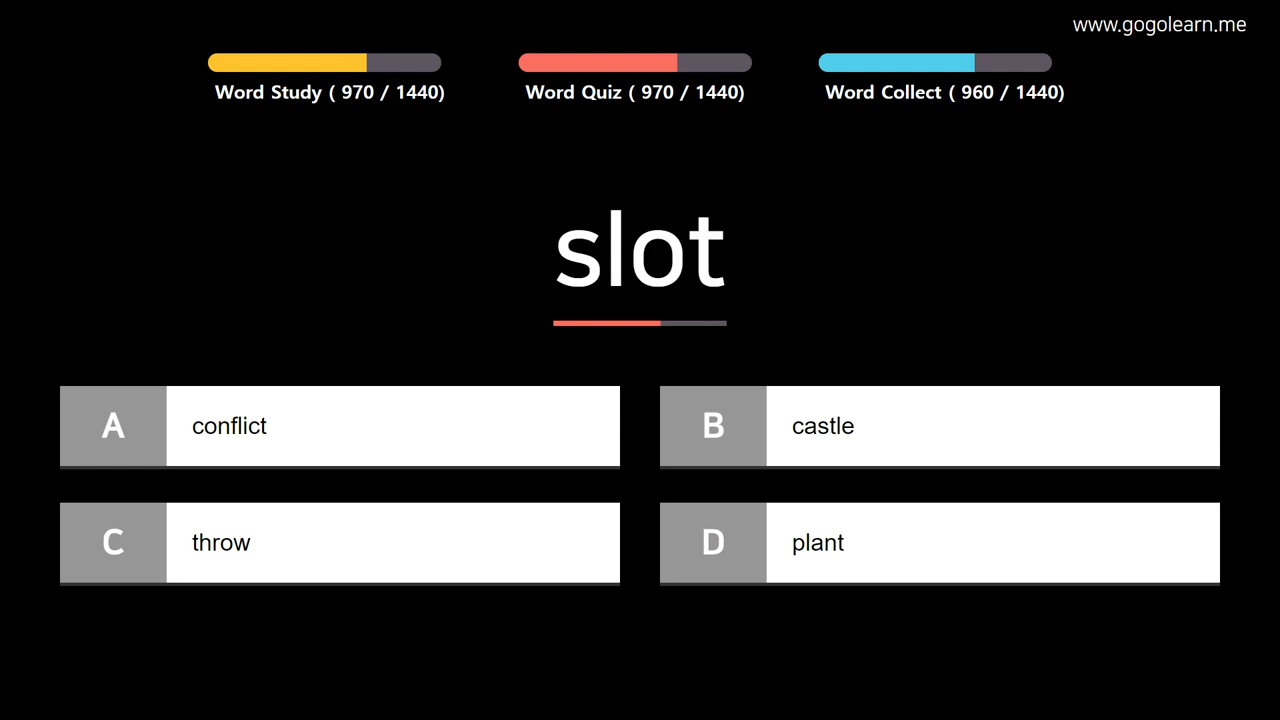 www.gogolearn.me
Word Study ( 970 / 1440)
Word Quiz ( 970 / 1440)
Word Collect ( 960 / 1440)
slot
A conflict
B castle
C throw
D plant